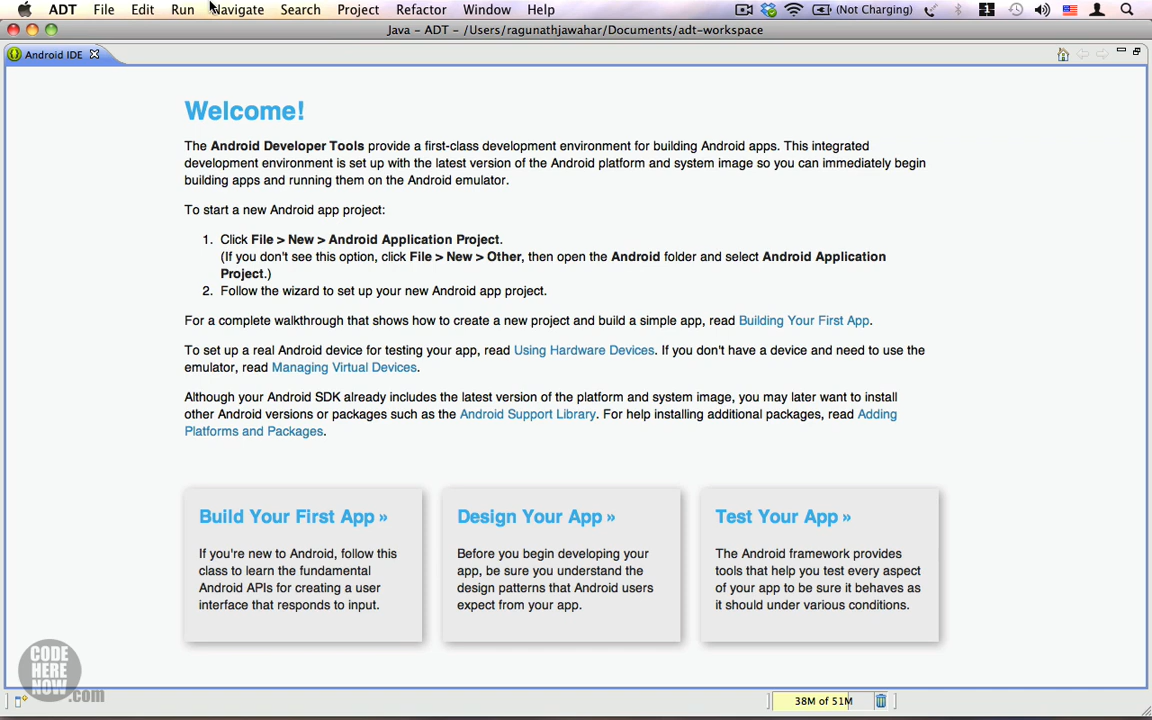 ADT File Edit Run Navigate Search Project Refactor Window Help (Not Charging)
Java – ADT – /Users/ragunathjawahar/Documents/adt-workspace
Android IDE
Welcome!
The Android Developer Tools provide a first-class development environment for building Android apps. This integrated
development environment is set up with the latest version of the Android platform and system image so you can immediately begin
building apps and running them on the Android emulator.
To start a new Android app project:
1. Click File > New > Android Application Project.
(If you don't see this option, click File > New > Other, then open the Android folder and select Android Application
Project.)
2. Follow the wizard to set up your new Android app project.
For a complete walkthrough that shows how to create a new project and build a simple app, read Building Your First App.
To set up a real Android device for testing your app, read Using Hardware Devices. If you don't have a device and need to use the
emulator, read Managing Virtual Devices.
Although your Android SDK already includes the latest version of the platform and system image, you may later want to install
other Android versions or packages such as the Android Support Library. For help installing additional packages, read Adding
Platforms and Packages.
Build Your First App »
If you're new to Android, follow this
class to learn the fundamental
Android APIs for creating a user
interface that responds to input.
Design Your App »
Before you begin developing your
app, be sure you understand the
design patterns that Android users
expect from your app.
Test Your App »
The Android framework provides
tools that help you test every aspect
of your app to be sure it behaves as
it should under various conditions.
CODE
HERE
NOW
.com
38M of 51M